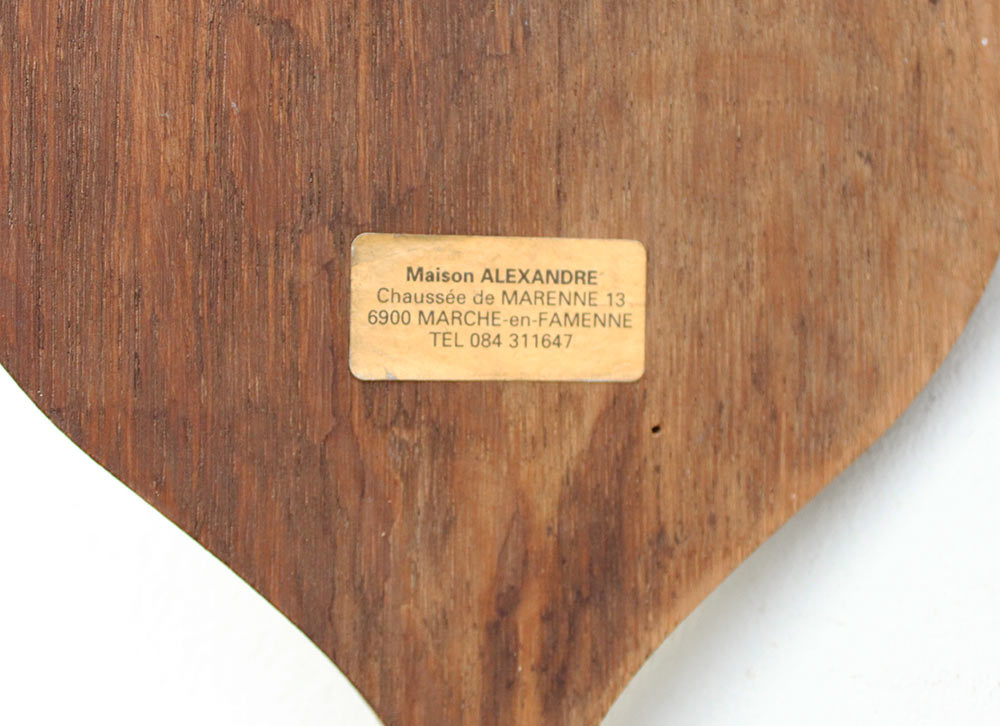 Maison ALEXANDRE
Chaussée de MARENNE 13
6900 MARCHE-en-FAMENNE
TEL 084 311647